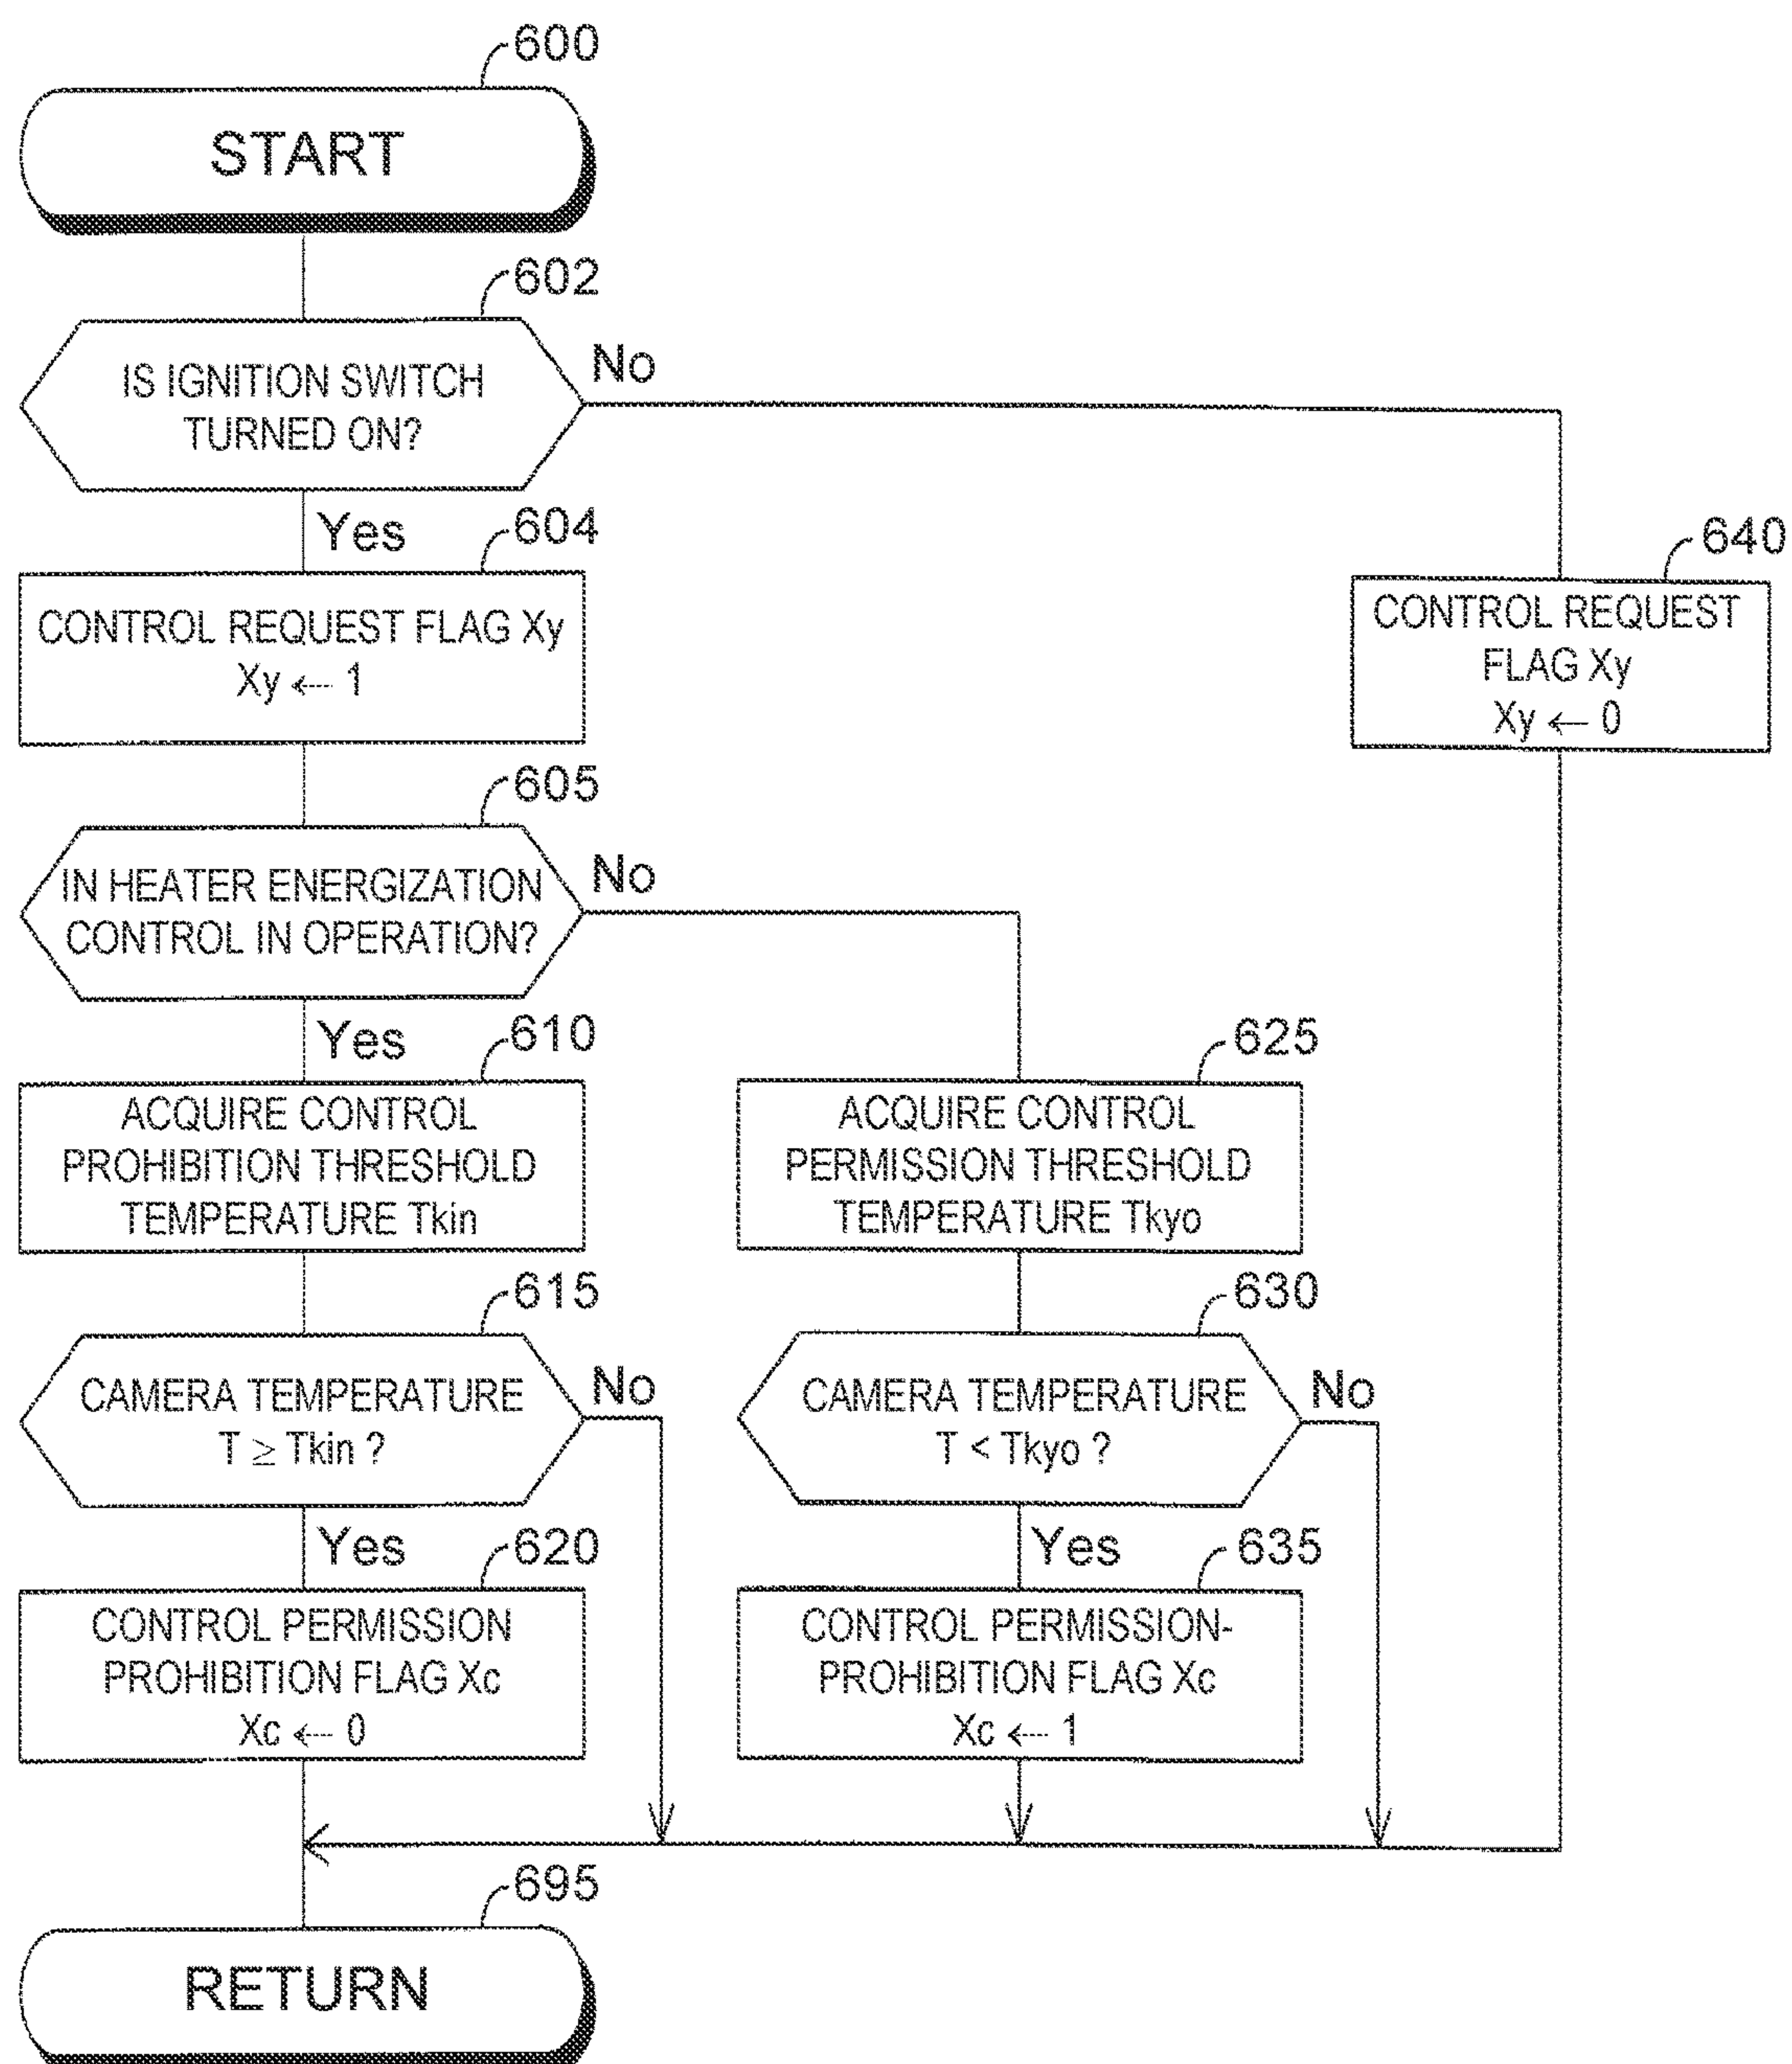 600
START
602
IS IGNITION SWITCH
TURNED ON?
No
Yes
604
CONTROL REQUEST FLAG Xy
Xy ← 1
640
CONTROL REQUEST
FLAG Xy
Xy ← 0
605
IN HEATER ENERGIZATION
CONTROL IN OPERATION?
No
Yes
610
ACQUIRE CONTROL
PROHIBITION THRESHOLD
TEMPERATURE Tkin
625
ACQUIRE CONTROL
PERMISSION THRESHOLD
TEMPERATURE Tkyo
615
CAMERA TEMPERATURE
T ≥ Tkin ?
No
Yes
630
CAMERA TEMPERATURE
T < Tkyo ?
No
Yes
620
CONTROL PERMISSION
PROHIBITION FLAG Xc
Xc ← 0
635
CONTROL PERMISSION-
PROHIBITION FLAG Xc
Xc ← 1
695
RETURN